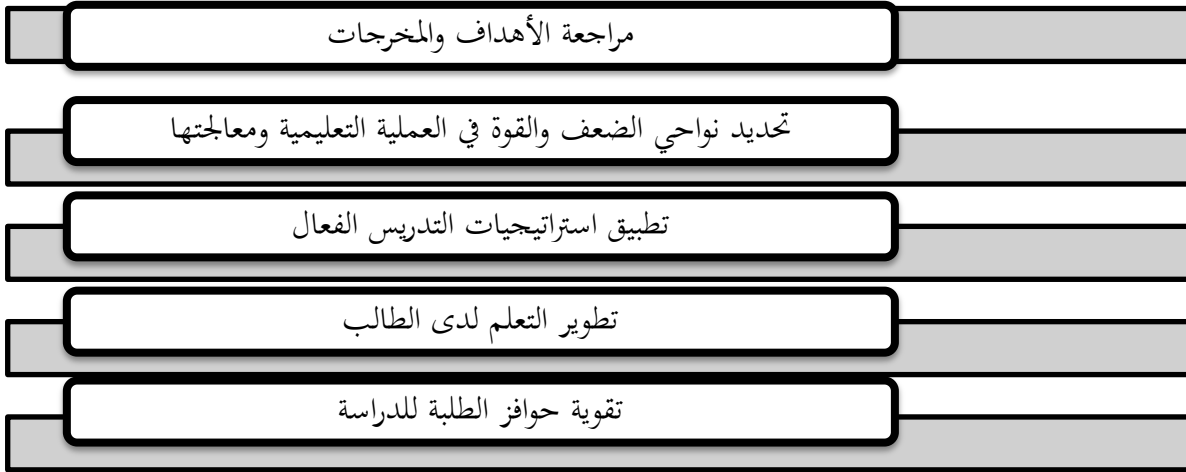 مراجعة الأهداف والمخرجات
تحديد نواحي الضعف والقوة في العملية التعليمية ومعالجتها
تطبيق استراتيجيات التدريس الفعال
تطوير التعلم لدى الطالب
تقوية حوافز الطلبة للدراسة